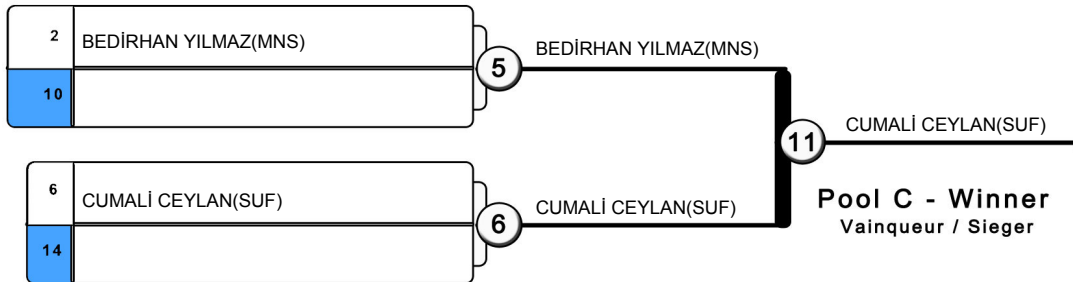 2
BEDİRHAN YILMAZ(MNS)
10
5
BEDİRHAN YILMAZ(MNS)
11
CUMALİ CEYLAN(SUF)
6
CUMALİ CEYLAN(SUF)
14
6
CUMALİ CEYLAN(SUF)
Pool C - Winner
Vainqueur / Sieger